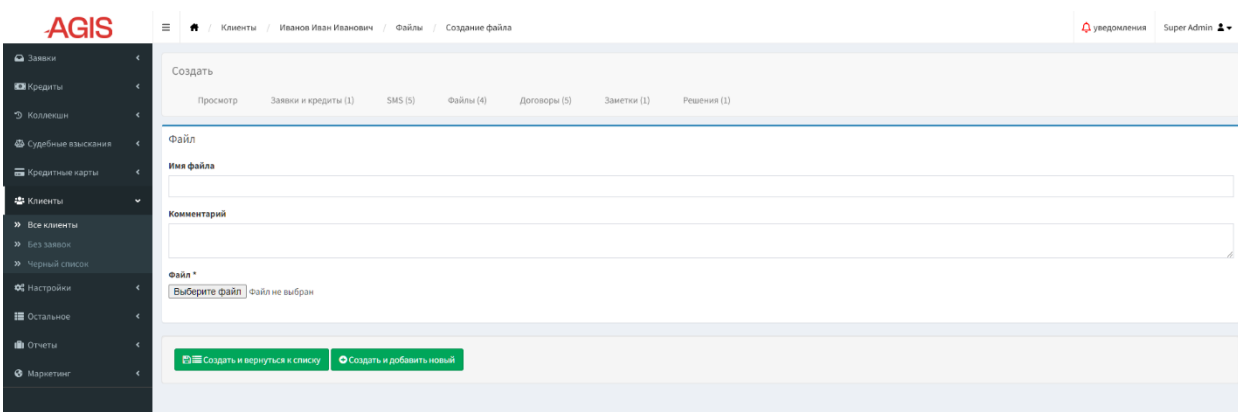 AGIS
/ Клиенты / Иванов Иван Иванович / Файлы / Создание файла
уведомления
Super Admin
Заявки
Кредиты
Коллекшн
Судебные взыскания
Кредитные карты
Клиенты
Все клиенты
Без заявок
Черный список
Настройки
Остальное
Отчеты
Маркетинг
Создать
Просмотр Заявки и кредиты (1) SMS (5) Файлы (4) Договоры (5) Заметки (1) Решения (1)
Файл
Имя файла
Комментарий
Файл *
Выберите файл Файл не выбран
Создать и вернуться к списку Создать и добавить новый